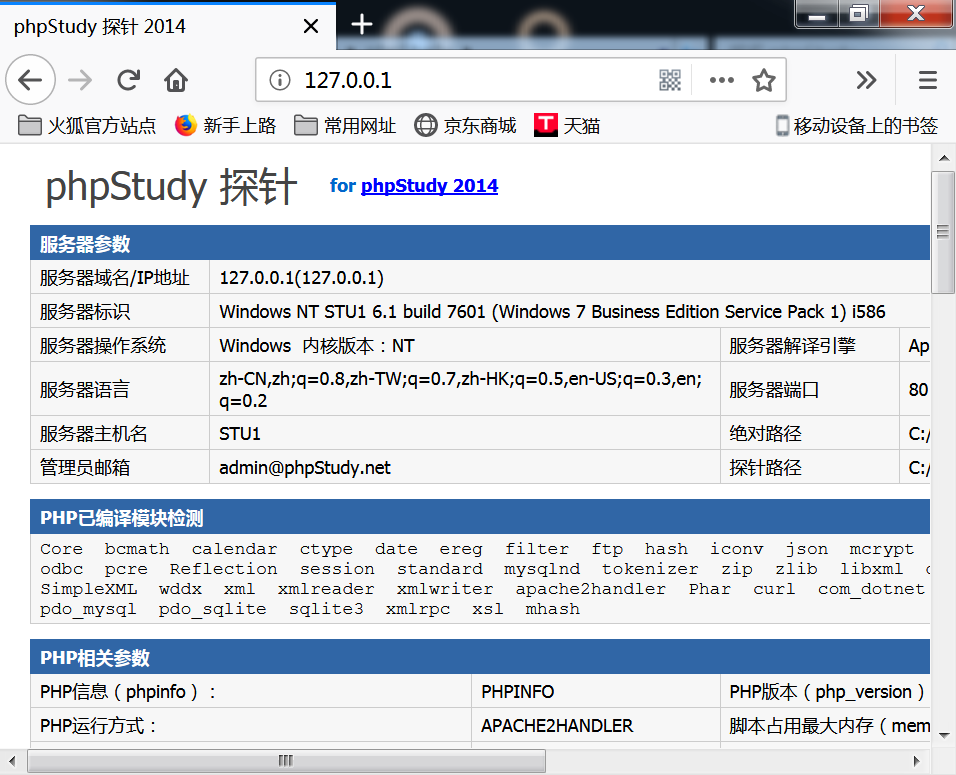 phpStudy 探针 2014
127.0.0.1
火狐官方站点 新手上路 常用网址 京东商城 T 天猫 移动设备上的书签
phpStudy 探针 for phpStudy 2014
服务器参数
服务器域名/IP地址 127.0.0.1(127.0.0.1)
服务器标识 Windows NT STU1 6.1 build 7601 (Windows 7 Business Edition Service Pack 1) i586
服务器操作系统 Windows 内核版本：NT 服务器解译引擎 Ap
服务器语言 zh-CN,zh;q=0.8,zh-TW;q=0.7,zh-HK;q=0.5,en-US;q=0.3,en;
q=0.2 服务器端口 80
服务器主机名 STU1 绝对路径 C:/
管理员邮箱 admin@phpStudy.net 探针路径 C:/
PHP已编译模块检测
Core bcmath calendar ctype date ereg filter ftp hash iconv json mcrypt
odbc pcre Reflection session standard mysqlnd tokenizer zip zlib libxml
SimpleXML wddx xml xmlreader xmlwriter apache2handler Phar curl com_dotnet
pdo_mysql pdo_sqlite sqlite3 xmlrpc xsl mhash
PHP相关参数
PHP信息（phpinfo）： PHPINFO PHP版本（php_version）
PHP运行方式： APACHE2HANDLER 脚本占用最大内存（mem